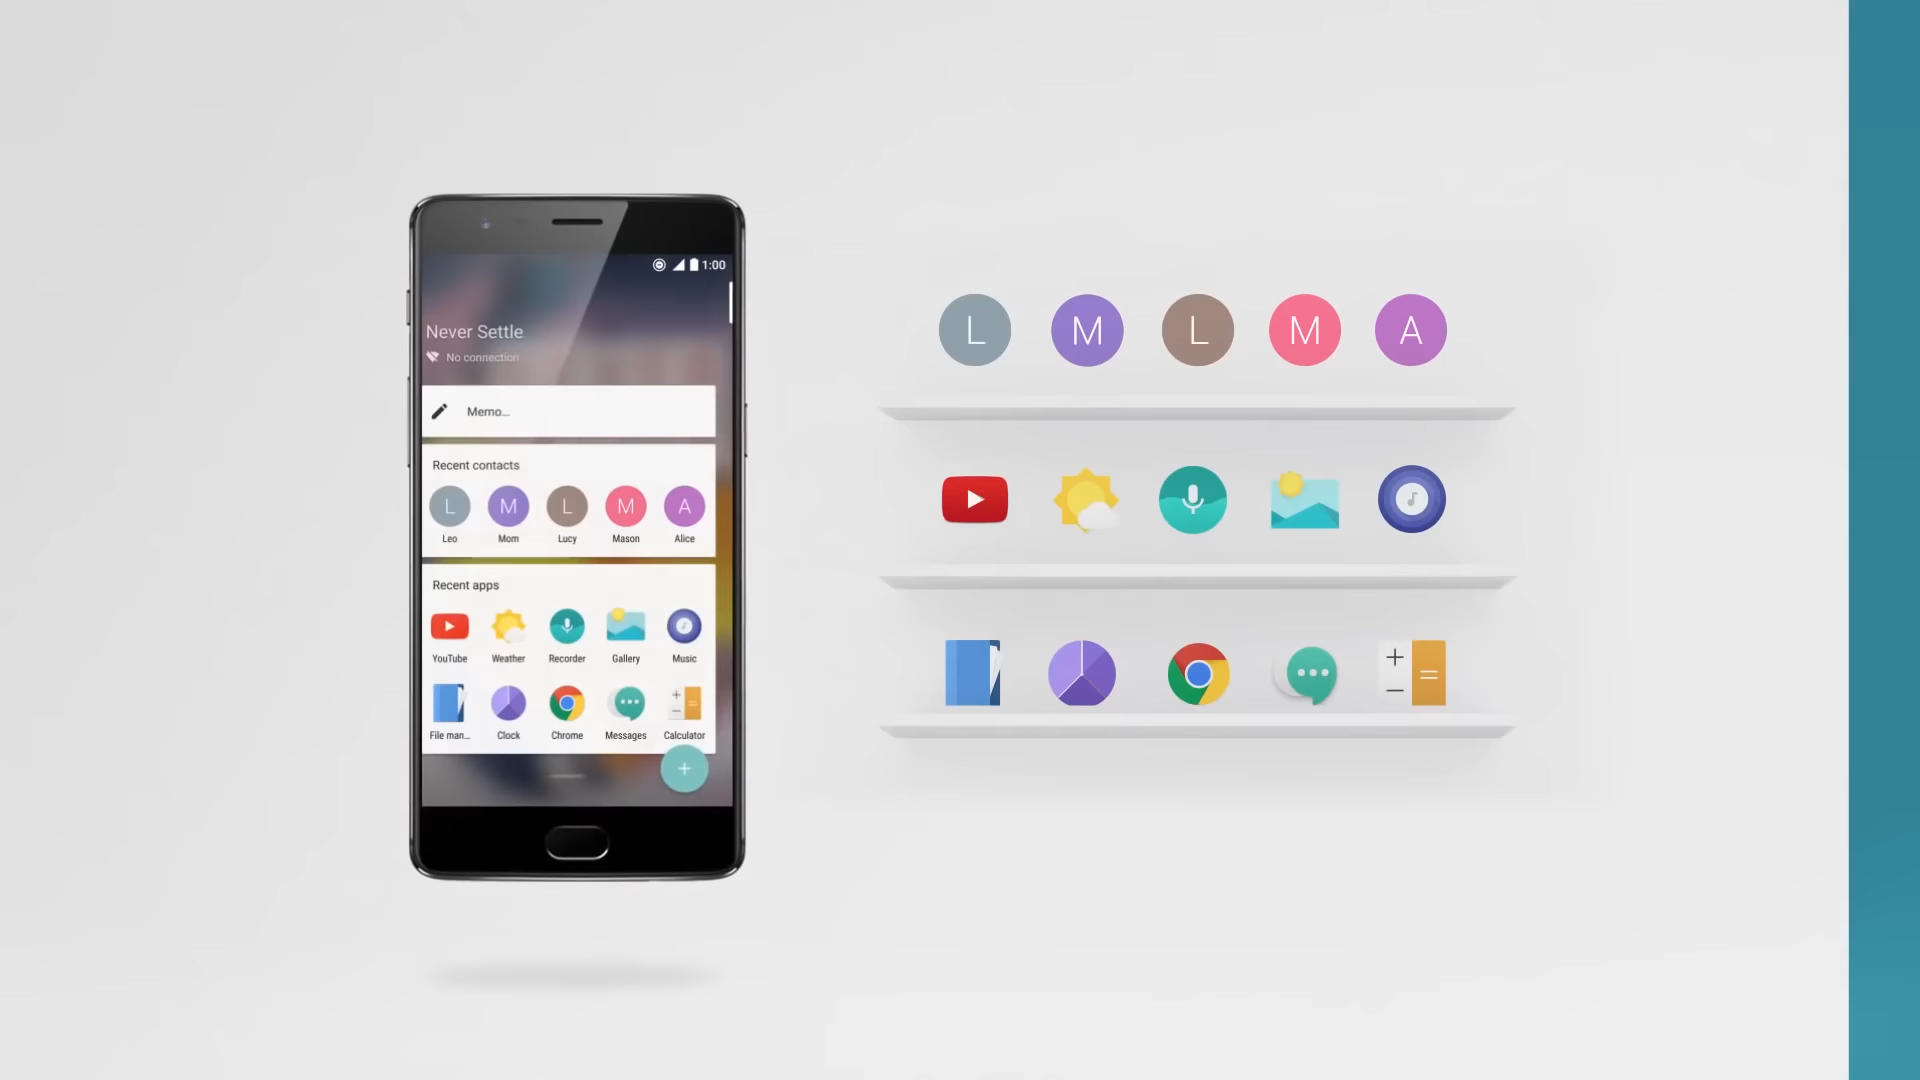 1:00
Never Settle
No connection
Memo...
Recent contacts
L M L M A
Leo Mom Lucy Mason Alice
Recent apps
YouTube Weather Recorder Gallery Music
File man... Clock Chrome Messages Calculator
+
L M L M A
+ − =